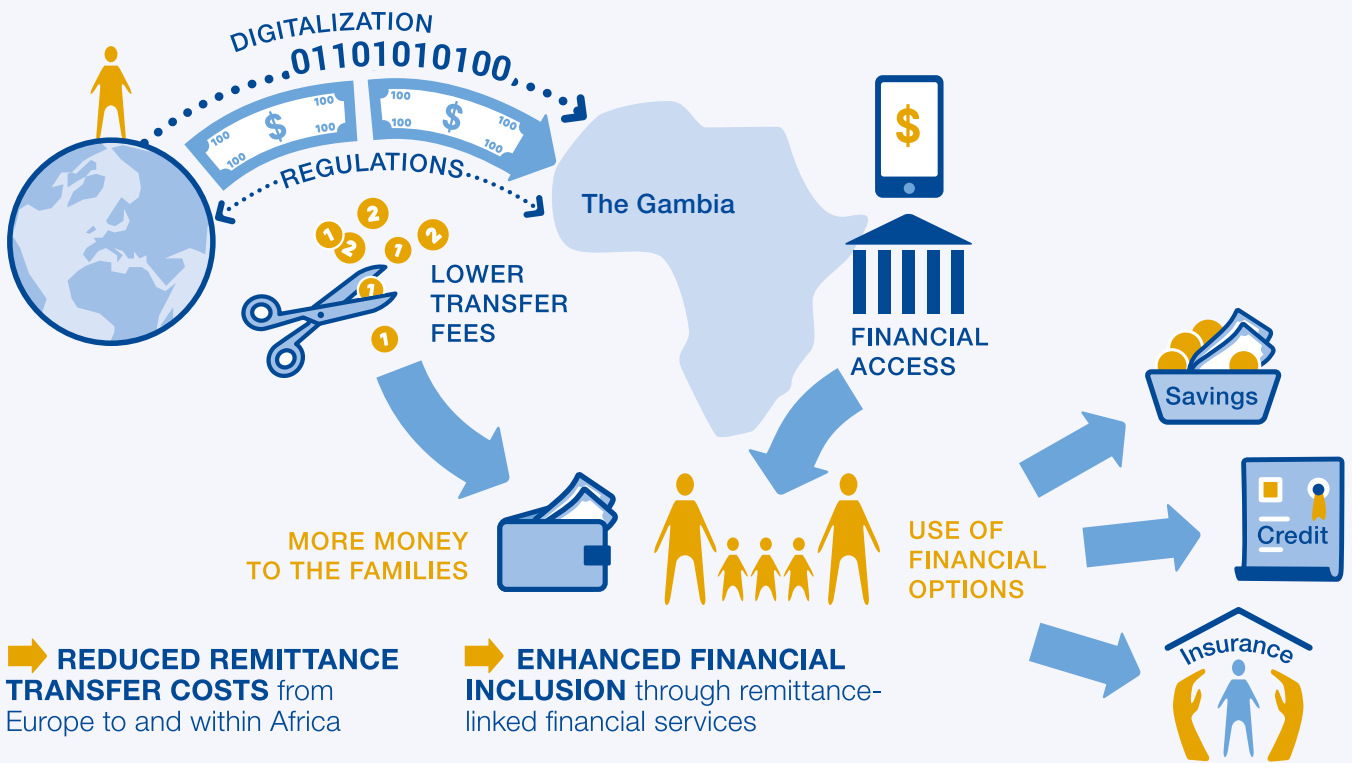 DIGITALIZATION
01101010100
100 $ 100
100 100
100 $ 100
100 100
REGULATIONS
The Gambia
$
1 2 2 1 2
1
1
LOWER
TRANSFER
FEES
FINANCIAL
ACCESS
Savings
MORE MONEY
TO THE FAMILIES
USE OF
FINANCIAL
OPTIONS
Credit
Insurance
REDUCED REMITTANCE
TRANSFER COSTS from
Europe to and within Africa
ENHANCED FINANCIAL
INCLUSION through remittance-
linked financial services